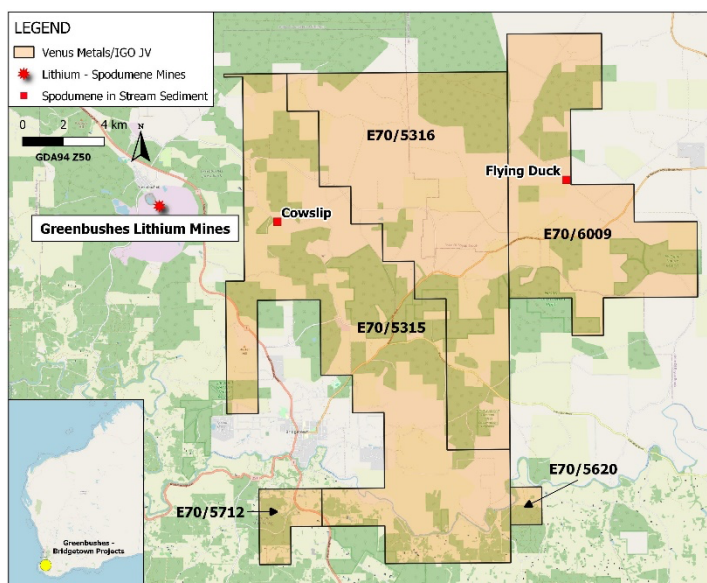 LEGEND
Venus Metals/IGO JV
Lithium - Spodumene Mines
Spodumene in Stream Sediment
0 2 4 km
N
GDA94 Z50
E70/5316
Flying Duck
Greenbushes Lithium Mines
Cowslip
E70/6009
E70/5315
E70/5620
E70/5712
Greenbushes -
Bridgetown Projects